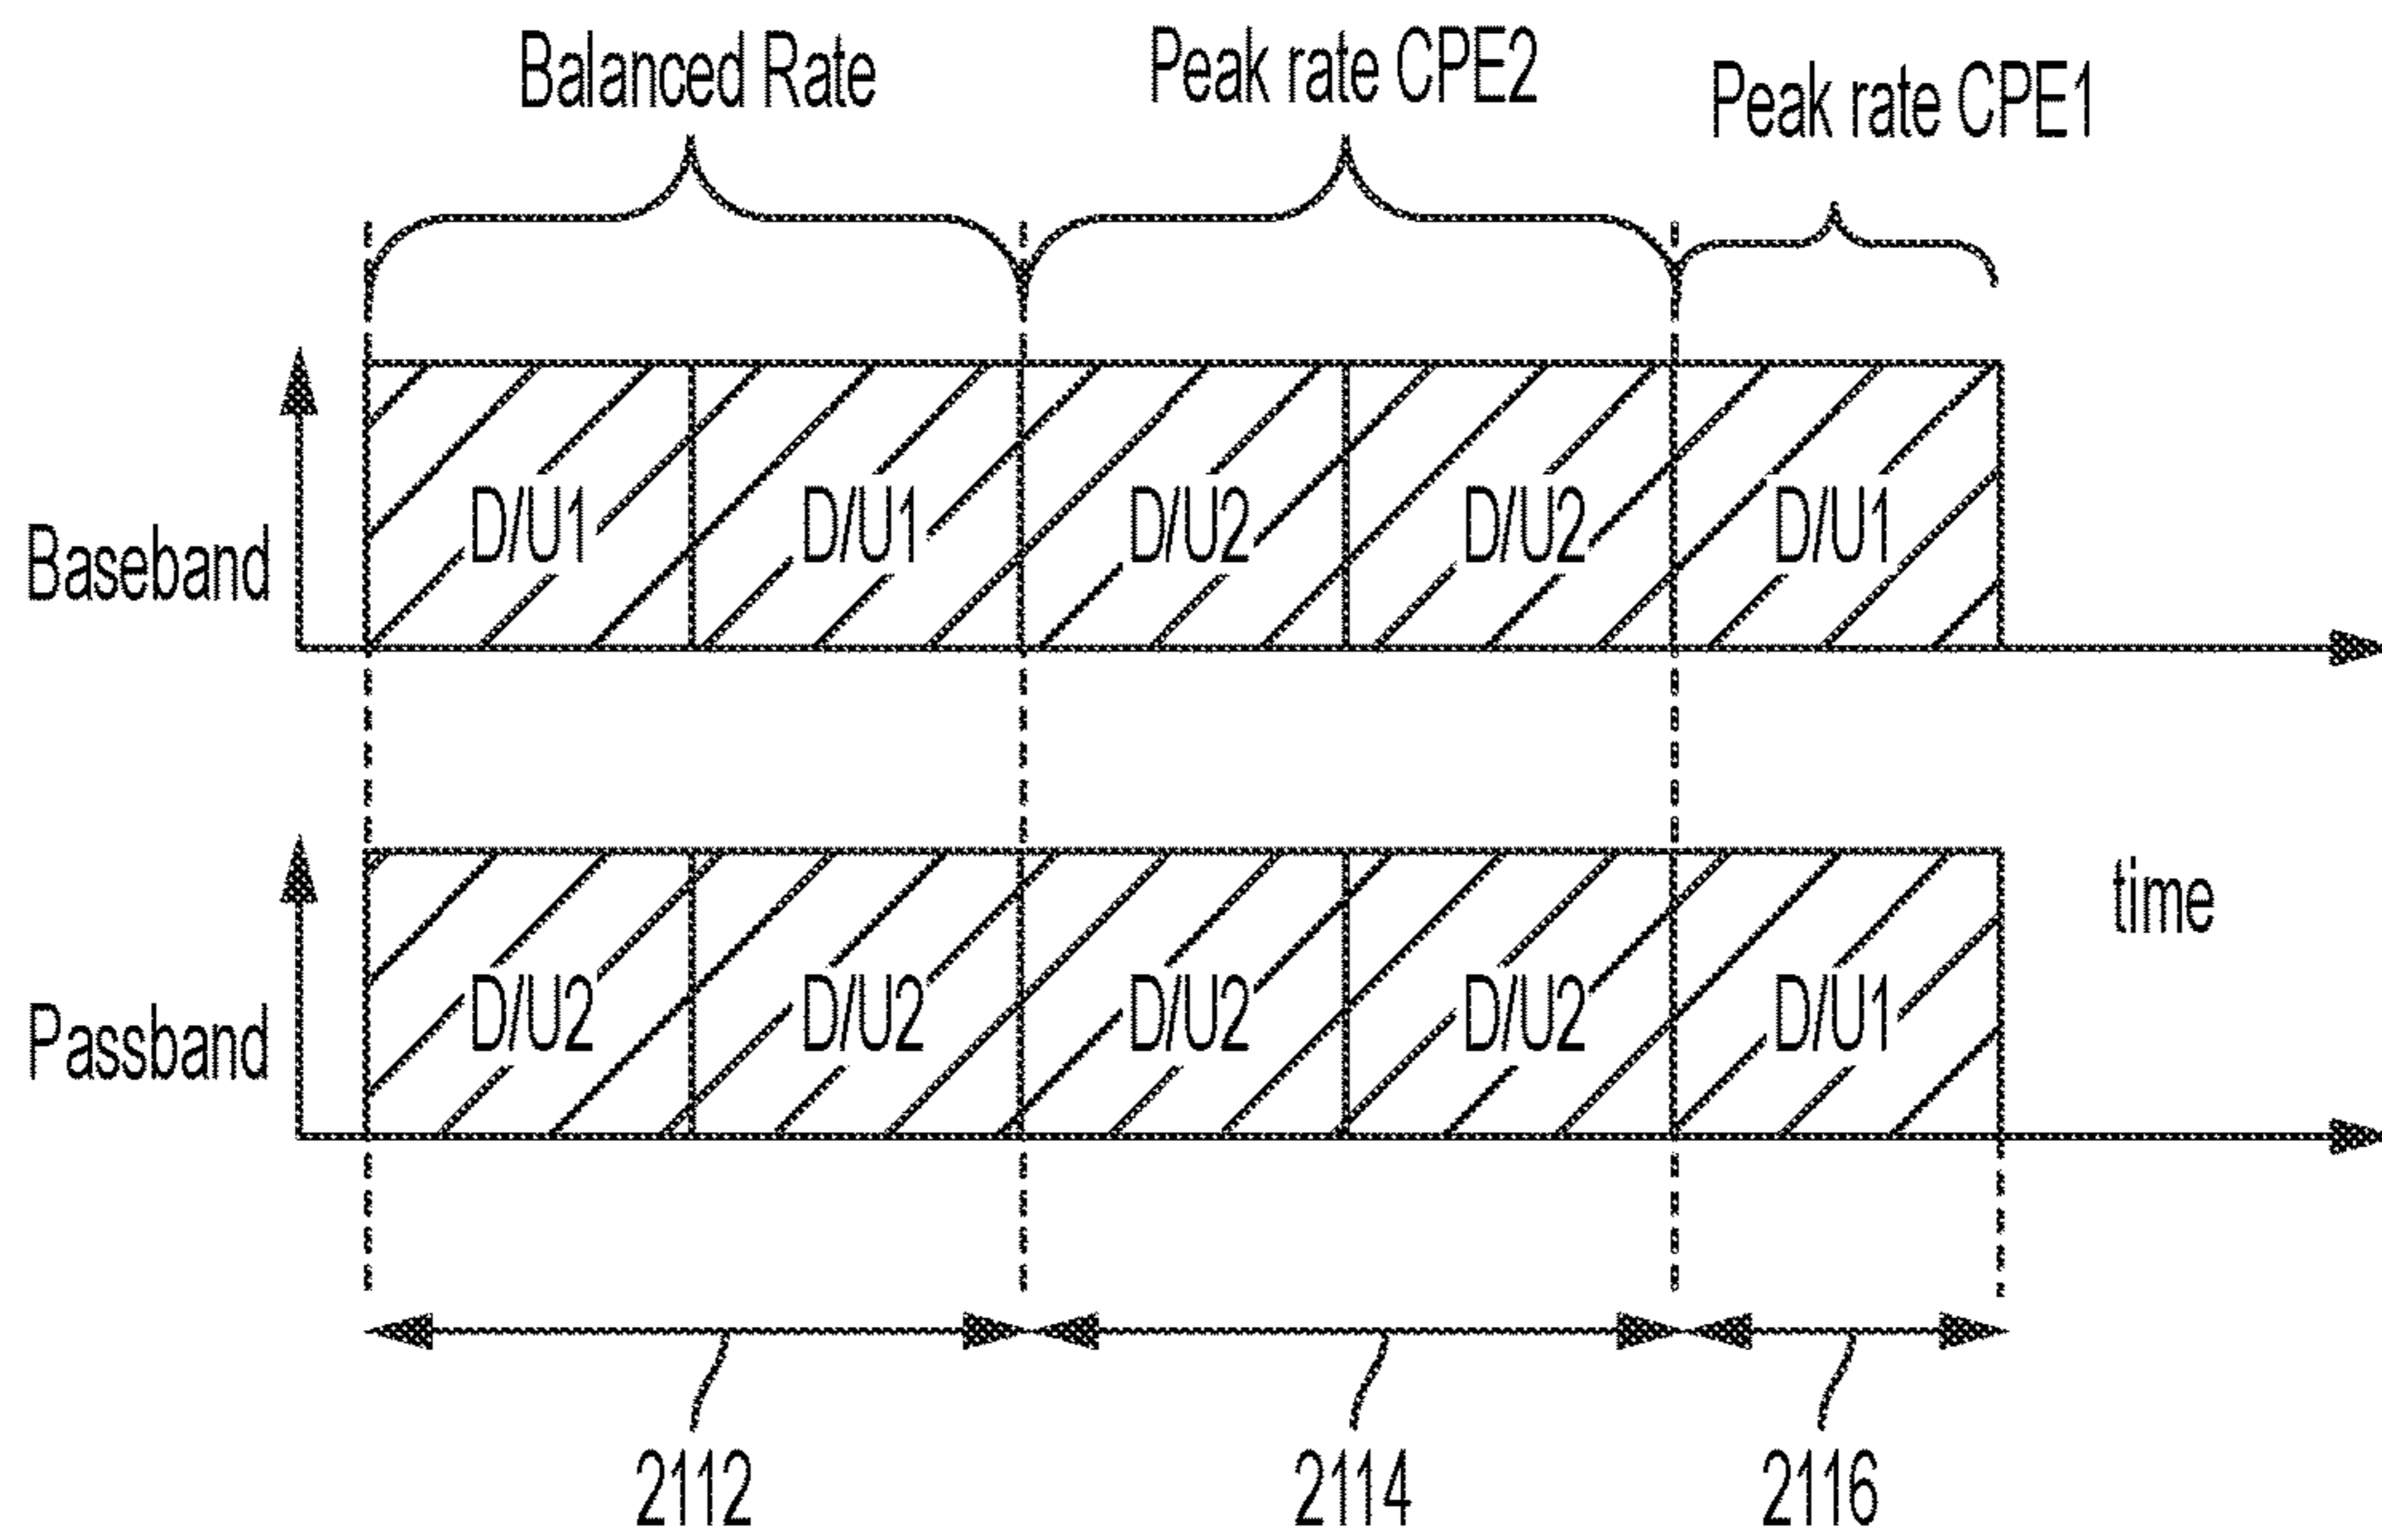 Balanced Rate
Peak rate CPE2
Peak rate CPE1
Baseband
D/U1
D/U1
D/U2
D/U2
D/U1
Passband
D/U2
D/U2
D/U2
D/U2
D/U1
time
2112
2114
2116